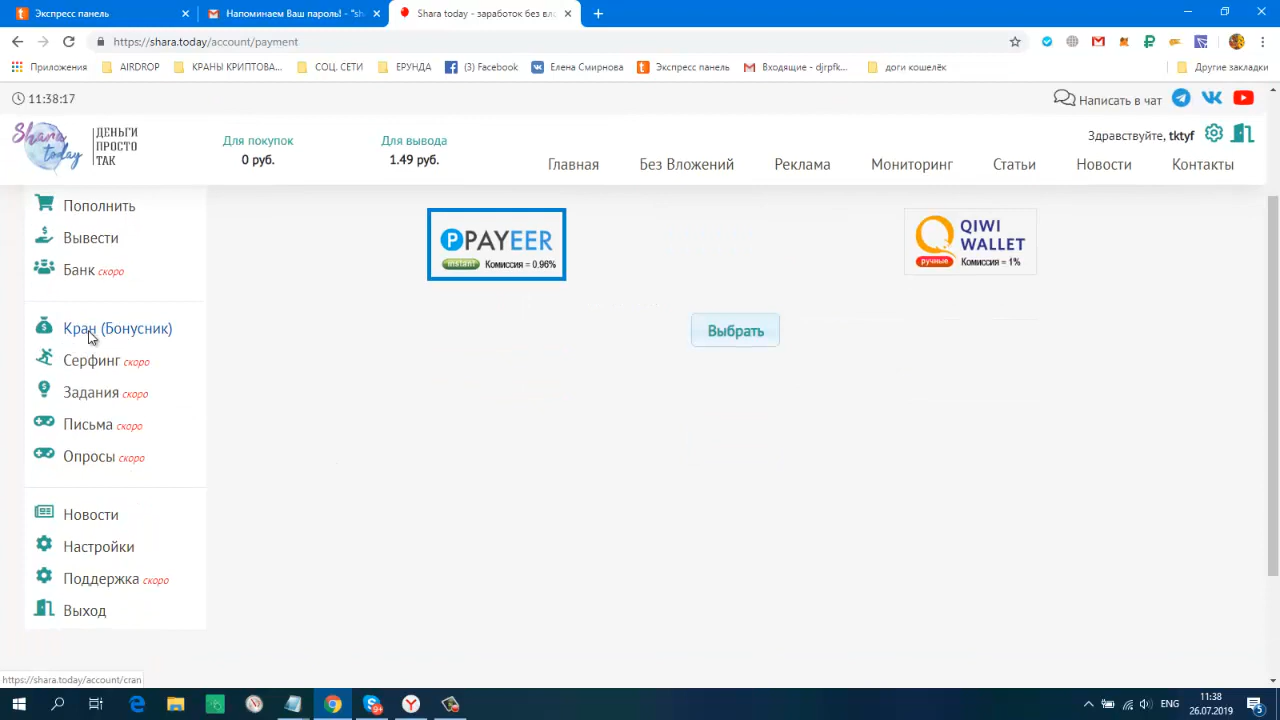 Экспресс панель
Напоминаем Ваш пароль! - "sh
Shara today - заработок без вл
https://shara.today/account/payment
Приложения
AIRDROP
КРАНЫ КРИПТОВА...
СОЦ. СЕТИ
ЕРУНДА
(3) Facebook
Елена Смирнова
Экспресс панель
Входящие - djrpfk...
доги кошелёк
Другие закладки
11:38:17
Написать в чат
Shara today
ДЕНЬГИ
ПРОСТО
ТАК
Для покупок
0 руб.
Для вывода
1.49 руб.
Здравствуйте, tktyf
Главная
Без Вложений
Реклама
Мониторинг
Статьи
Новости
Контакты
Пополнить
Вывести
Банк скоро
Кран (Бонусник)
Серфинг скоро
Задания скоро
Письма скоро
Опросы скоро
Новости
Настройки
Поддержка скоро
Выход
PAYEER
instant Комиссия = 0.96%
QIWI
WALLET
ручные Комиссия = 1%
Выбрать
https://shara.today/account/cran
ENG
11:38
26.07.2019